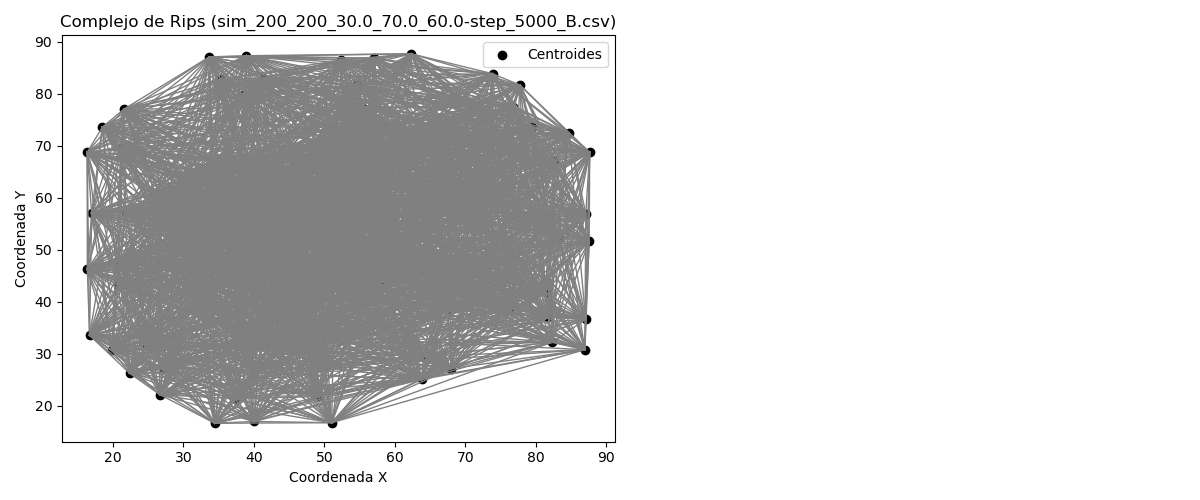 Complejo de Rips (sim_200_200_30.0_70.0_60.0-step_5000_B.csv)
90
80
70
60
50
40
30
20
Coordenada Y
Centroides
20 30 40 50 60 70 80 90
Coordenada X